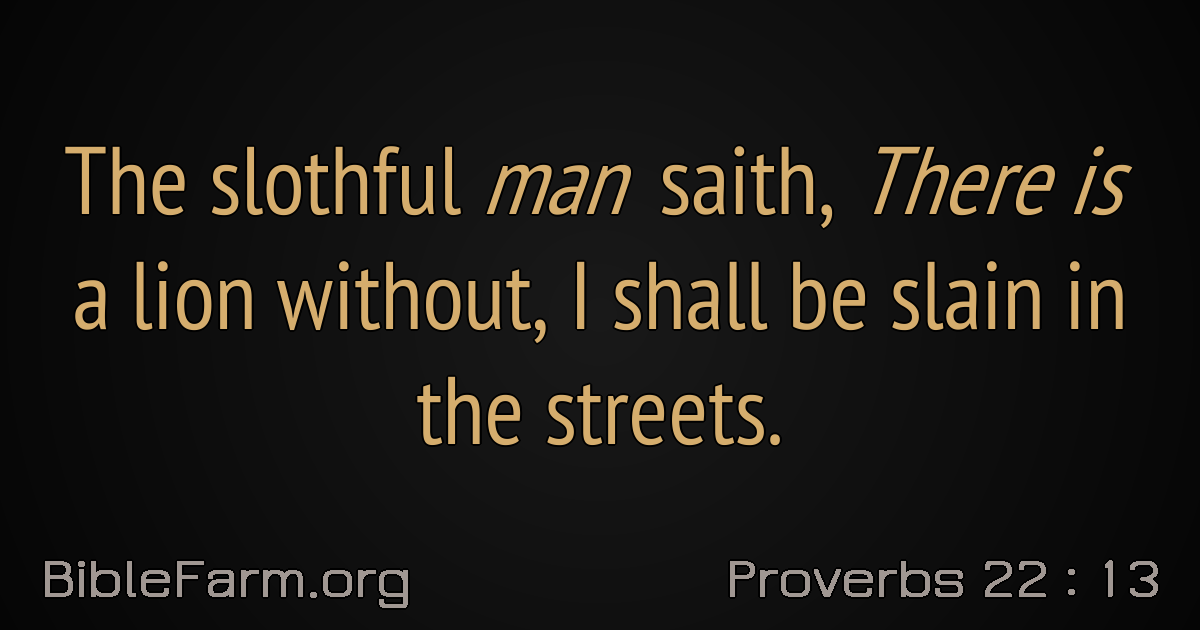 The slothful man saith, There is
a lion without, I shall be slain in
the streets.
BibleFarm.org
Proverbs 22 : 13